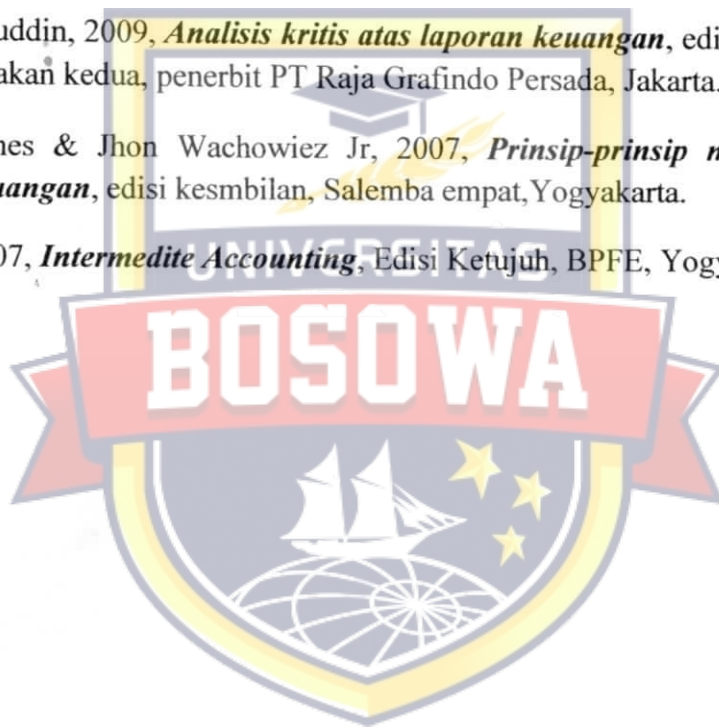 uddin, 2009, Analisis kritis atas laporan keuangan, edi
akan kedua, penerbit PT Raja Grafindo Persada, Jakarta.
nes & Jhon Wachowiez Jr, 2007, Prinsip-prinsip n
uangan, edisi kesmbilan, Salemba empat,Yogyakarta.
07, Intermedite Accounting, Edisi Ketujuh, BPFE, Yogy
UNIVERSITAS
BOSOWA